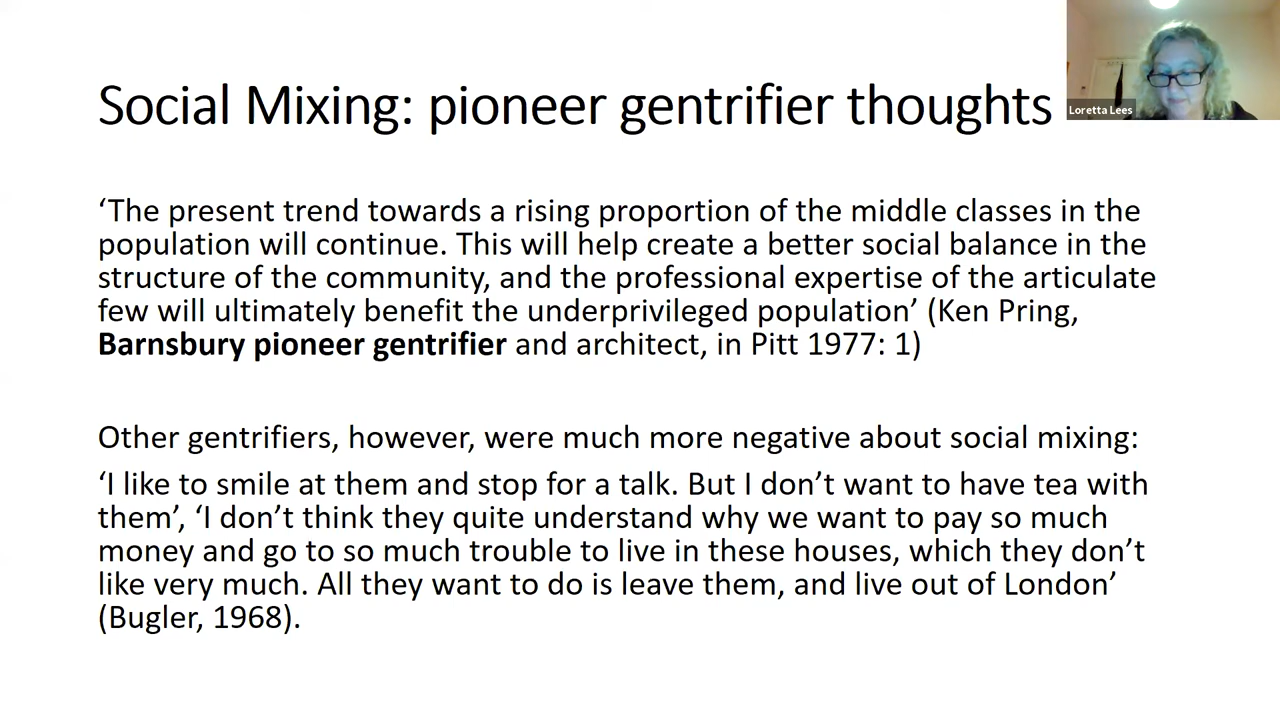 Social Mixing: pioneer gentrifier thoughts
Loretta Lees
‘The present trend towards a rising proportion of the middle classes in the
population will continue. This will help create a better social balance in the
structure of the community, and the professional expertise of the articulate
few will ultimately benefit the underprivileged population’ (Ken Pring,
Barnsbury pioneer gentrifier and architect, in Pitt 1977: 1)
Other gentrifiers, however, were much more negative about social mixing:
‘I like to smile at them and stop for a talk. But I don’t want to have tea with
them’, ‘I don’t think they quite understand why we want to pay so much
money and go to so much trouble to live in these houses, which they don’t
like very much. All they want to do is leave them, and live out of London’
(Bugler, 1968).